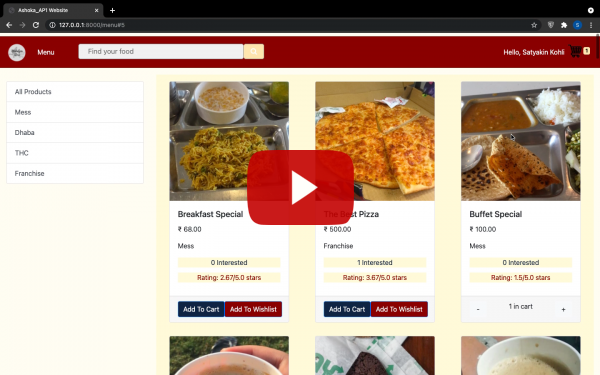 Ashoka_AP1 Website
127.0.0.1:8000/menu#5
S
Menu
Find your food
Hello, Satyakin Kohli
1
All Products
Mess
Dhaba
THC
Franchise
Breakfast Special
₹ 68.00
Mess
0 Interested
Rating: 2.67/5.0 stars
Add To Cart
Add To Wishlist
The Best Pizza
₹ 500.00
Franchise
1 Interested
Rating: 3.67/5.0 stars
Add To Cart
Add To Wishlist
Buffet Special
₹ 100.00
Mess
0 Interested
Rating: 1.5/5.0 stars
- 1 in cart +